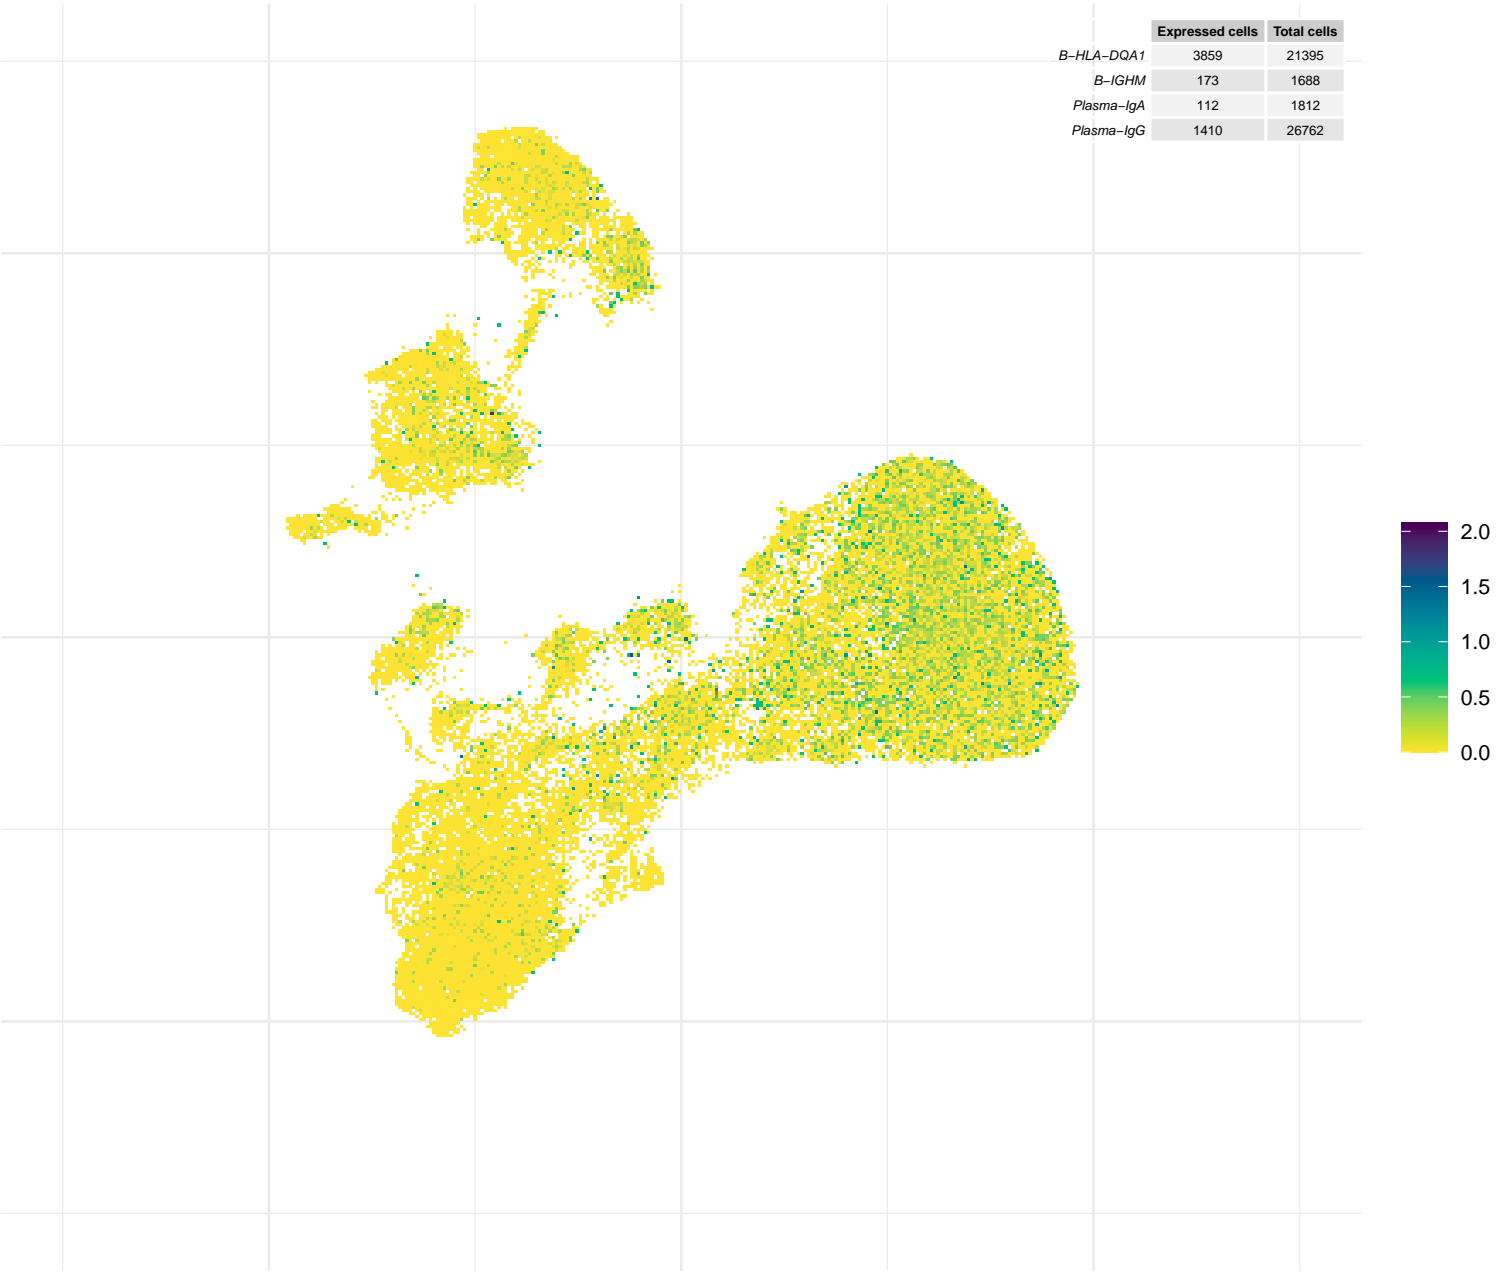 Expressed cells Total cells
B–HLA–DQA1 3859 21395
B–IGHM 173 1688
Plasma–IgA 112 1812
Plasma–IgG 1410 26762
2.0
1.5
1.0
0.5
0.0